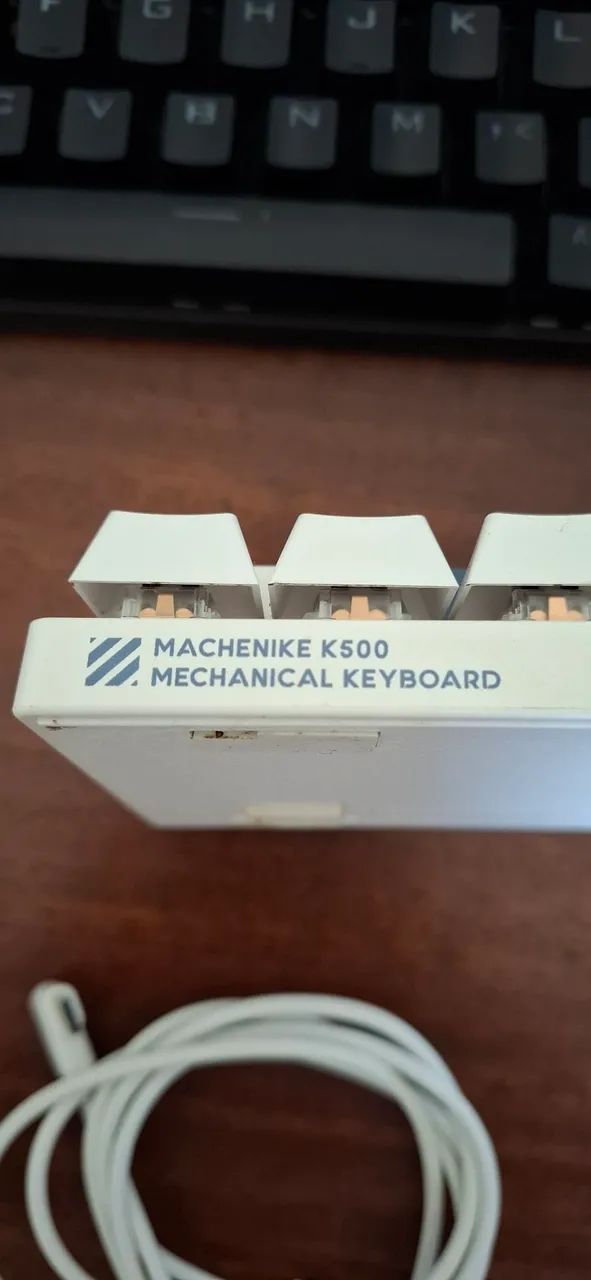 F G H J K L
C V B N M < 
MACHENIKE K500
MECHANICAL KEYBOARD